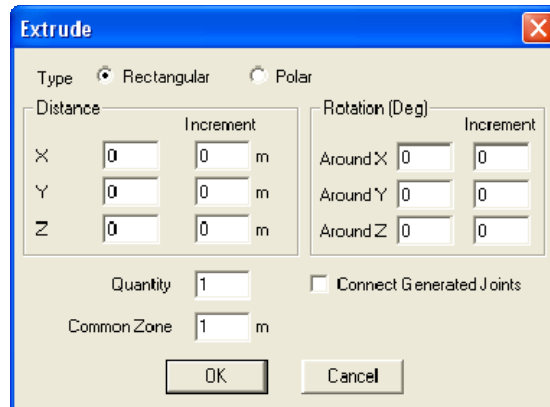 Extrude
Type Rectangular Polar
Distance
Increment
X 0 0 m
Y 0 0 m
Z 0 0 m
Rotation (Deg)
Increment
Around X 0 0
Around Y 0 0
Around Z 0 0
Quantity 1
Connect Generated Joints
Common Zone 1 m
OK Cancel